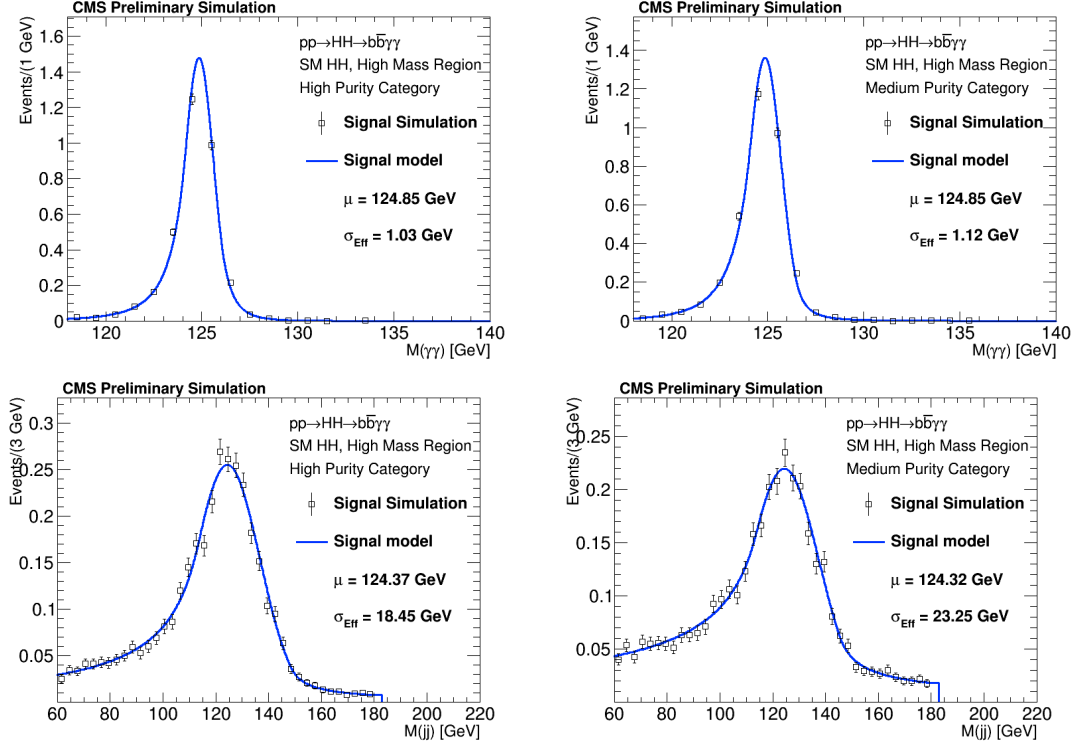 CMS Preliminary Simulation
Events/(1 GeV)
1.6
1.4
1.2
1
0.8
0.6
0.4
0.2
0
pp→HH→bb̅γγ
SM HH, High Mass Region
High Purity Category
Signal Simulation
Signal model
μ = 124.85 GeV
σEff = 1.03 GeV
120 125 130 135 140
M(γγ) [GeV]
CMS Preliminary Simulation
Events/(1 GeV)
1.4
1.2
1
0.8
0.6
0.4
0.2
0
pp→HH→bb̅γγ
SM HH, High Mass Region
Medium Purity Category
Signal Simulation
Signal model
μ = 124.85 GeV
σEff = 1.12 GeV
120 125 130 135 140
M(γγ) [GeV]
CMS Preliminary Simulation
Events/(3 GeV)
0.3
0.25
0.2
0.15
0.1
0.05
pp→HH→bb̅γγ
SM HH, High Mass Region
High Purity Category
Signal Simulation
Signal model
μ = 124.37 GeV
σEff = 18.45 GeV
60 80 100 120 140 160 180 200 220
M(jj) [GeV]
CMS Preliminary Simulation
Events/(3 GeV)
0.25
0.2
0.15
0.1
0.05
pp→HH→bb̅γγ
SM HH, High Mass Region
Medium Purity Category
Signal Simulation
Signal model
μ = 124.32 GeV
σEff = 23.25 GeV
60 80 100 120 140 160 180 200 220
M(jj) [GeV]